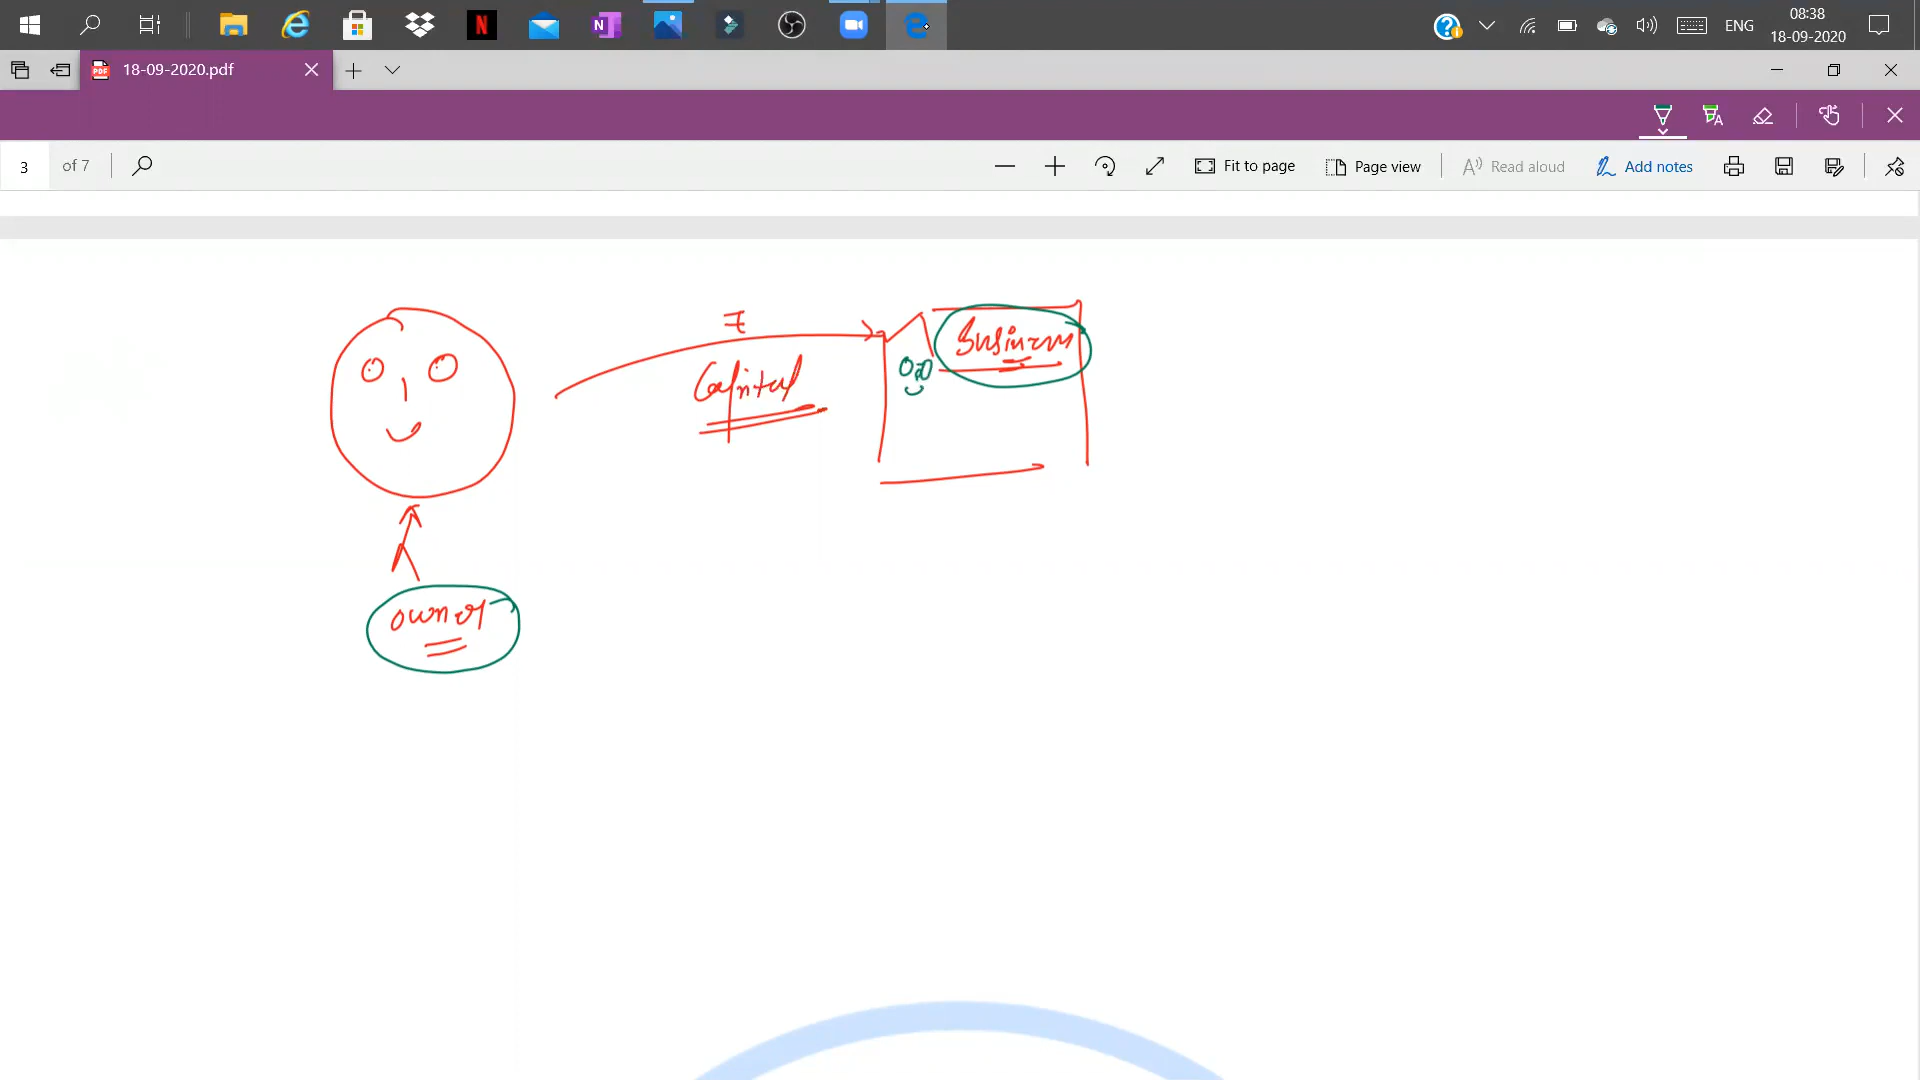 08:38
ENG
18-09-2020
18-09-2020.pdf
3 of 7
Fit to page
Page view
Read aloud
Add notes
Capital
Business
owner